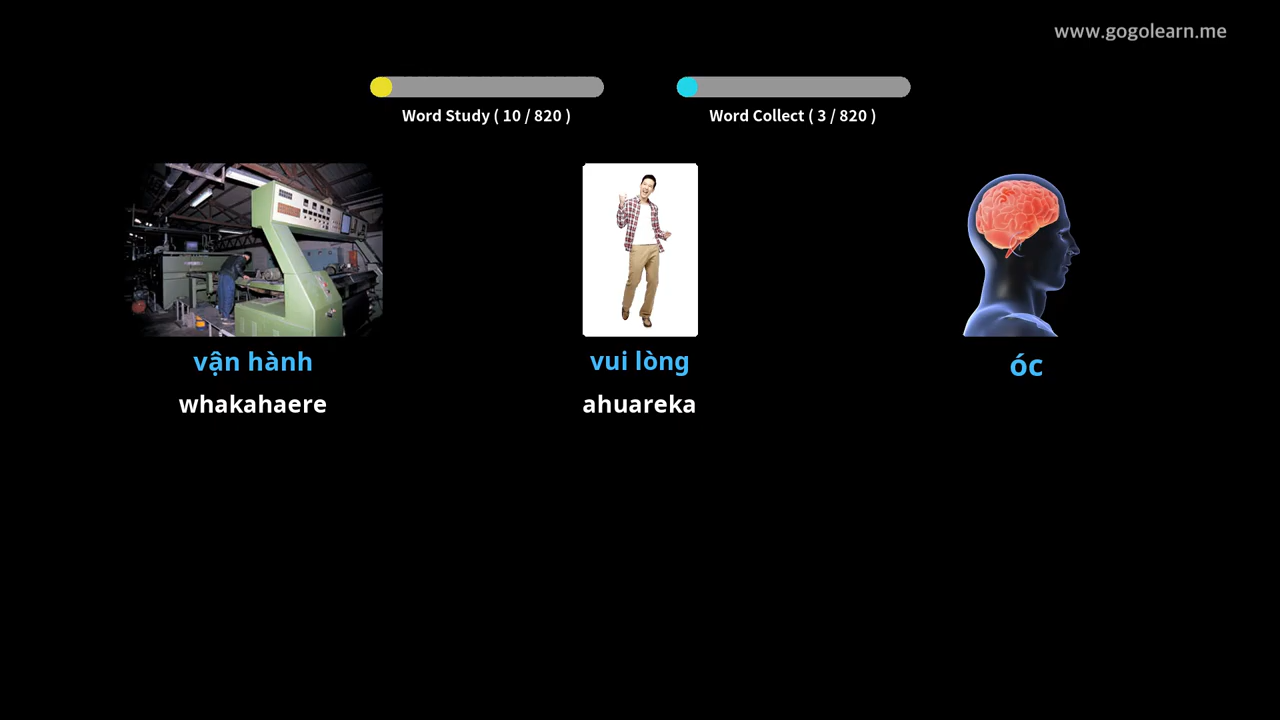 www.gogolearn.me
Word Study ( 10 / 820 )
Word Collect ( 3 / 820 )
vận hành
vui lòng
óc
whakahaere
ahuareka